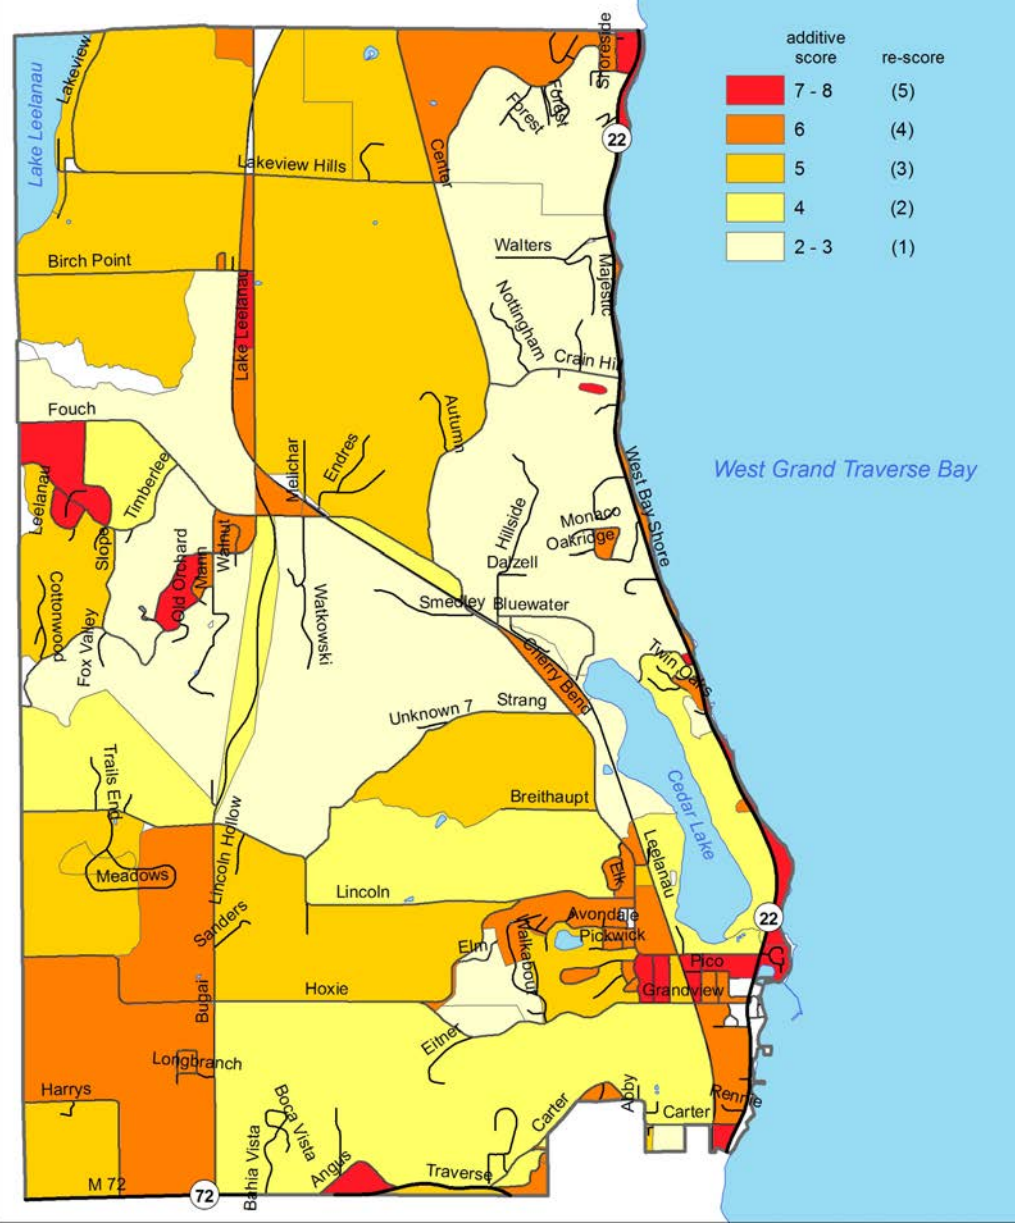 additive
score
re-score
7 - 8
(5)
6
(4)
5
(3)
4
(2)
2 - 3
(1)
Lake Leelanau
Lakeview
Shoreside
Forest
Forest
22
Center
Lakeview Hills
Birch Point
Walters
Majestic
Nottingham
Lake Leelanau
Crain Hill
Fouch
Autumn
Melichar
Endres
West Grand Traverse Bay
Timberlee
Leelanau
Slope
West Bay Shore
Hillside
Monaco
Oakridge
Old Orchard
Mann
Walnut
Dalzell
Cottonwood
Fox Valley
Watkowski
Smedley
Bluewater
Cherry Bend
Twin Oaks
Strang
Unknown 7
Trails End
Breithaupt
Cedar Lake
Lincoln Hollow
Leelanau
Elk
Meadows
Lincoln
Sanders
Avondale
Pickwick
22
Elm
Walkabout
Pico
Grandview
Hoxie
Bugai
Eitner
Longbranch
Harrys
Boca Vista
Bahia Vista
Carter
Abby
Rennie
Carter
Angus
Traverse
M 72
72